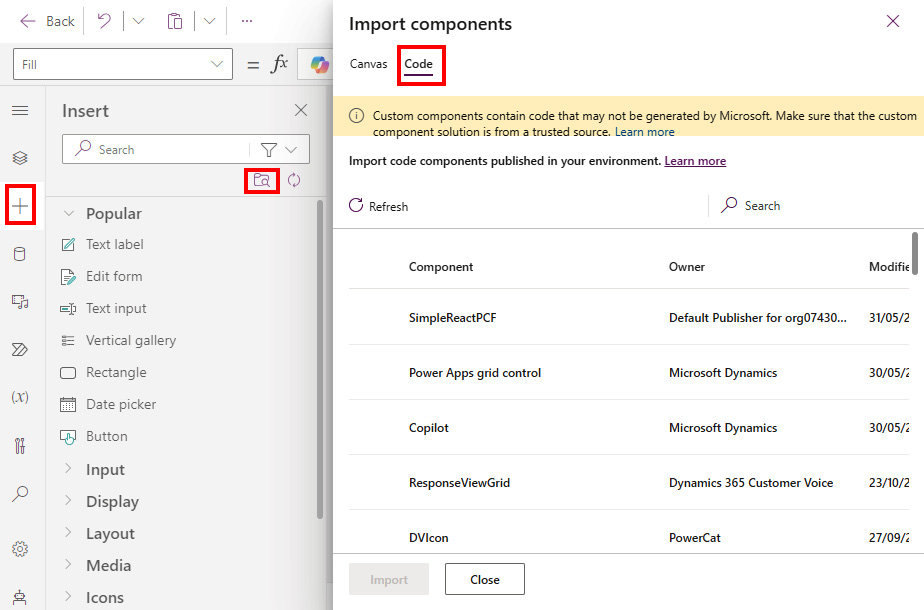 Back
Fill
= fx
Insert
Search
Popular
Text label
Edit form
Text input
Vertical gallery
Rectangle
Date picker
Button
Input
Display
Layout
Media
Icons
(x)
Import components
Canvas
Code
Custom components contain code that may not be generated by Microsoft. Make sure that the custom
component solution is from a trusted source. Learn more
Import code components published in your environment. Learn more
Refresh
Search
Component Owner Modifie
SimpleReactPCF Default Publisher for org07430... 31/05/2
Power Apps grid control Microsoft Dynamics 30/05/2
Copilot Microsoft Dynamics 30/05/2
ResponseViewGrid Dynamics 365 Customer Voice 23/10/2
DVIcon PowerCat 27/09/2
Import Close